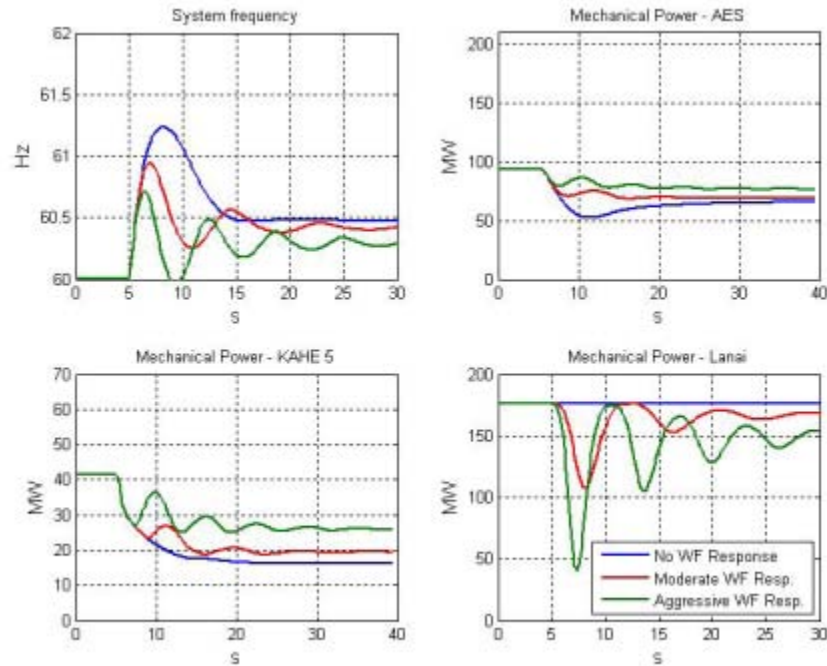 System frequency
62
61.5
61
60.5
60
Hz
0 5 10 15 20 25 30
s
Mechanical Power - AES
200
150
100
50
0
MW
0 10 20 30 40
s
Mechanical Power - KAHE 5
70
60
50
40
30
20
10
0
MW
0 10 20 30 40
s
Mechanical Power - Lanai
200
150
100
50
0
MW
No WF Response
Moderate WF Resp.
Aggressive WF Resp.
0 5 10 15 20 25 30
s